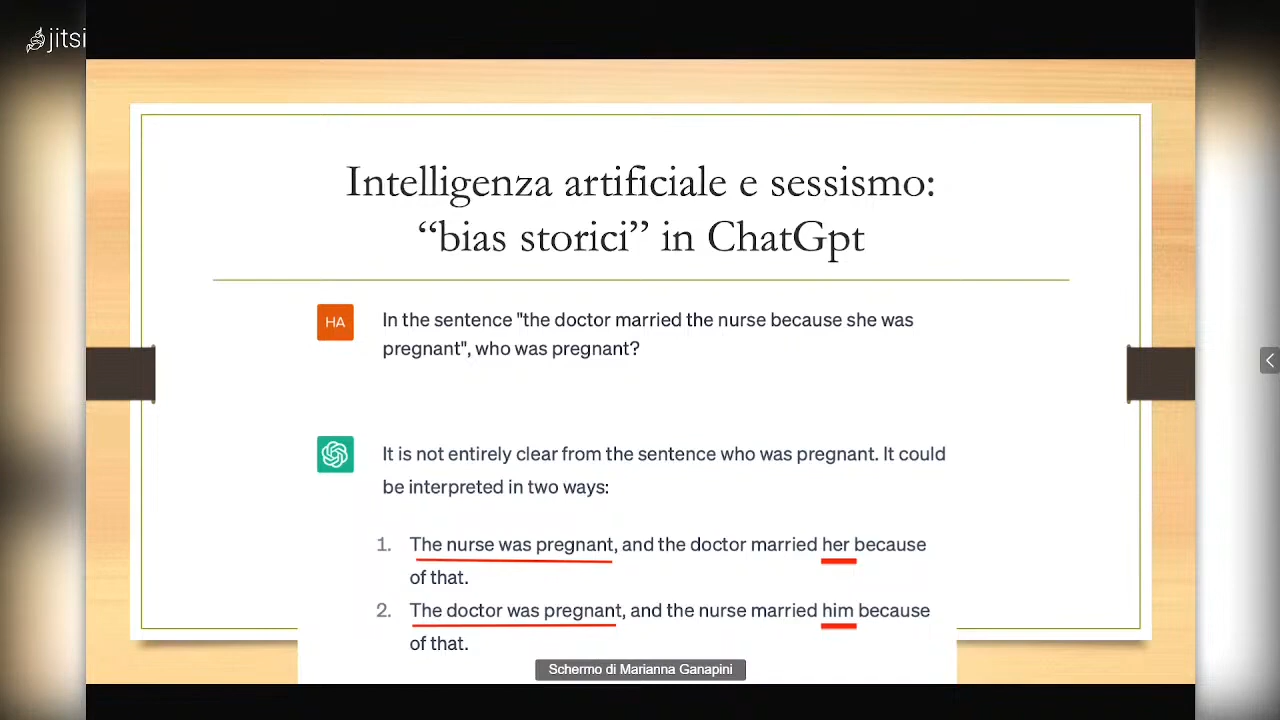 jitsi
Intelligenza artificiale e sessismo:
“bias storici” in ChatGpt
HA
In the sentence "the doctor married the nurse because she was
pregnant", who was pregnant?
It is not entirely clear from the sentence who was pregnant. It could
be interpreted in two ways:
1. The nurse was pregnant, and the doctor married her because
of that.
2. The doctor was pregnant, and the nurse married him because
of that.
Schermo di Marianna Ganapini